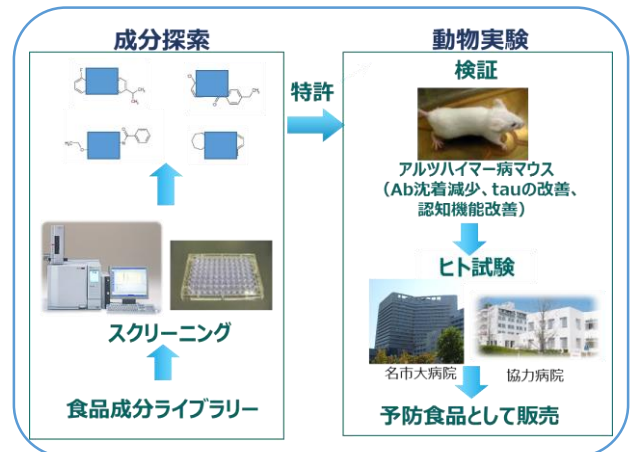 成分探索
スクリーニング
食品成分ライブラリー
特許
動物実験
検証
アルツハイマー病マウス
(Ab沈着減少、tauの改善、
認知機能改善)
ヒト試験
名市大病院
協力病院
予防食品として販売